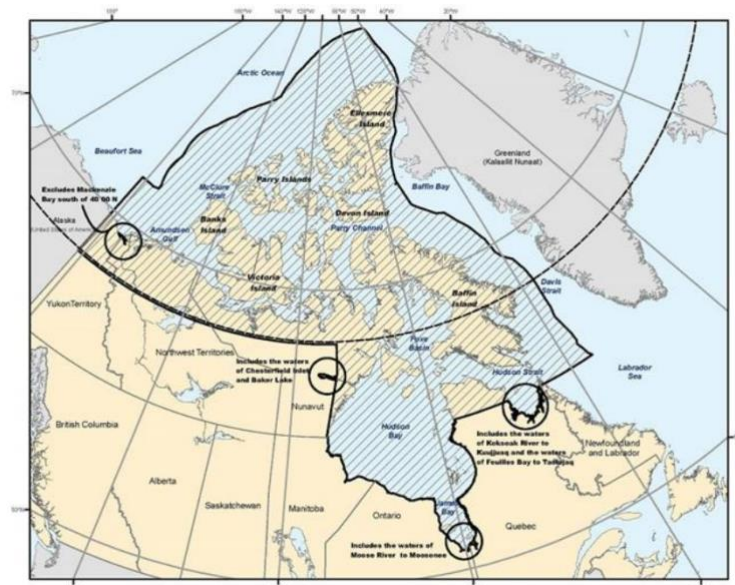 Arctic Ocean
Ellesmere
Island
Beaufort Sea
Greenland
(Kalaallit Nunaat)
Parry Islands
McClure
Strait
Baffin Bay
Excludes Mackenzie
Bay south of 40 00 N
Devon Island
Parry Channel
Banks
Island
Amundsen
Gulf
Victoria
Island
Baffin
Island
Davis
Strait
Yukon Territory
Northwest Territories
Includes the waters
of Chesterfield Inlet
and Baker Lake
Basin
Hudson Strait
Labrador
Sea
Nunavut
British Columbia
Hudson
Bay
Includes the waters
of Koksoak River to
Kuujjuaq and the waters
of Feuilles Bay to Tasiujaq
Newfoundland
and Labrador
Alberta
Saskatchewan
Manitoba
Ontario
James
Bay
Quebec
Includes the waters of
Moose River to Moosonee